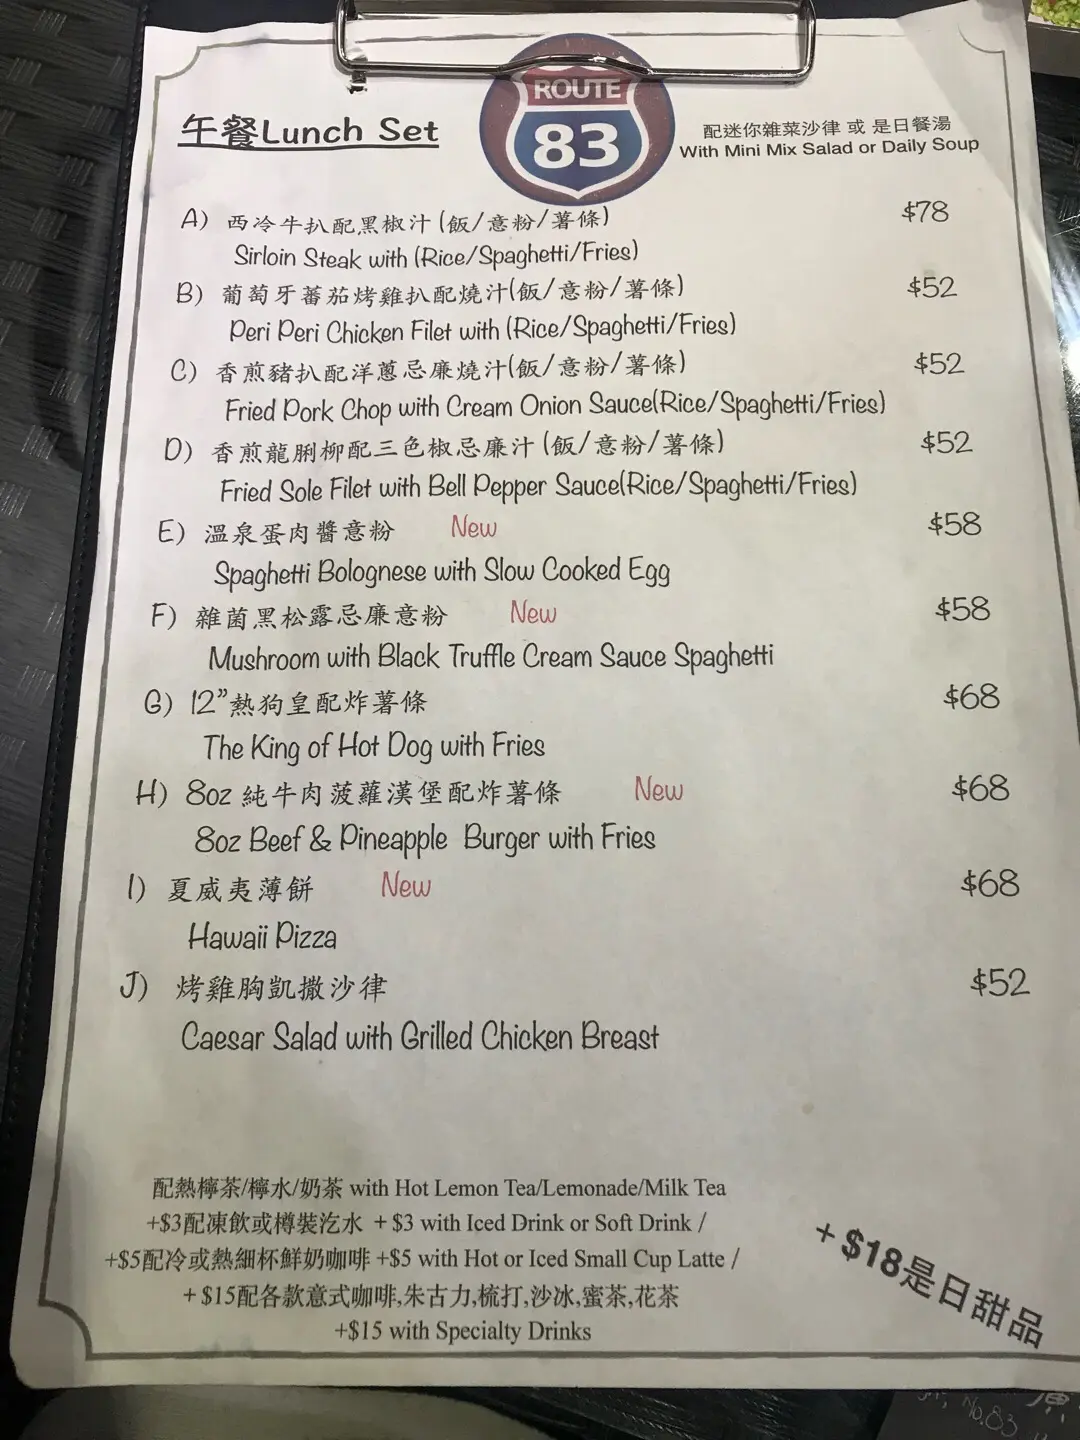 ROUTE
83
午餐Lunch Set
配迷你雜菜沙律 或 是日餐湯
With Mini Mix Salad or Daily Soup
A) 西冷牛扒配黑椒汁(飯/意粉/薯條) $78
Sirloin Steak with (Rice/Spaghetti/Fries)
B) 葡萄牙蕃茄烤雞扒配燒汁(飯/意粉/薯條) $52
Peri Peri Chicken Filet with (Rice/Spaghetti/Fries)
C) 香煎豬扒配洋蔥忌廉燒汁(飯/意粉/薯條) $52
Fried Pork Chop with Cream Onion Sauce(Rice/Spaghetti/Fries)
D) 香煎龍脷柳配三色椒忌廉汁(飯/意粉/薯條) $52
Fried Sole Filet with Bell Pepper Sauce(Rice/Spaghetti/Fries)
E) 溫泉蛋肉醬意粉 New $58
Spaghetti Bolognese with Slow Cooked Egg
F) 雜菌黑松露忌廉意粉 New $58
Mushroom with Black Truffle Cream Sauce Spaghetti
G) 12”熱狗皇配炸薯條 $68
The King of Hot Dog with Fries
H) 8oz 純牛肉菠蘿漢堡配炸薯條 New $68
8oz Beef & Pineapple Burger with Fries
I) 夏威夷薄餅 New $68
Hawaii Pizza
J) 烤雞胸凱撒沙律 $52
Caesar Salad with Grilled Chicken Breast
配熱檸茶/檸水/奶茶 with Hot Lemon Tea/Lemonade/Milk Tea
+$3配凍飲或樽裝汽水 + $3 with Iced Drink or Soft Drink /
+$5配冷或熱細杯鮮奶咖啡 +$5 with Hot or Iced Small Cup Latte /
+ $15配各款意式咖啡,朱古力,梳打,沙冰,蜜茶,花茶
+$15 with Specialty Drinks
+ $18是日甜品
No.83